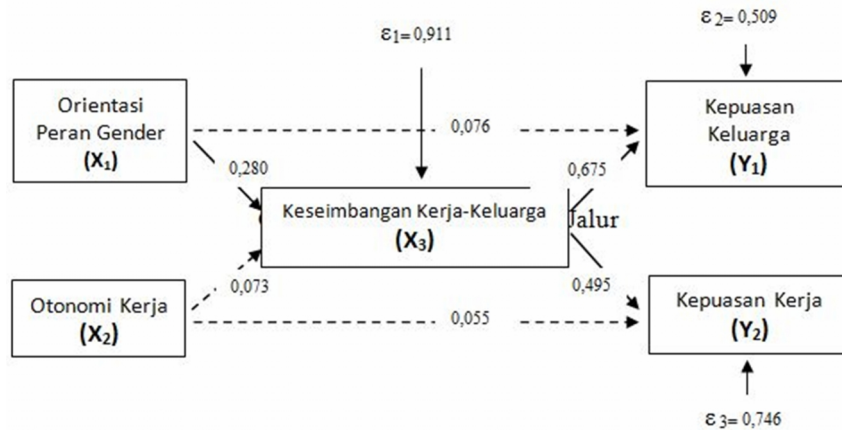 ε1= 0,911
ε2= 0,509
Orientasi
Peran Gender
(X1)
0,076
Kepuasan
Keluarga
(Y1)
0,280
0,675
Keseimbangan Kerja-Keluarga
(X3)
Jalur
0,073
0,495
Otonomi Kerja
(X2)
0,055
Kepuasan Kerja
(Y2)
ε3= 0,746